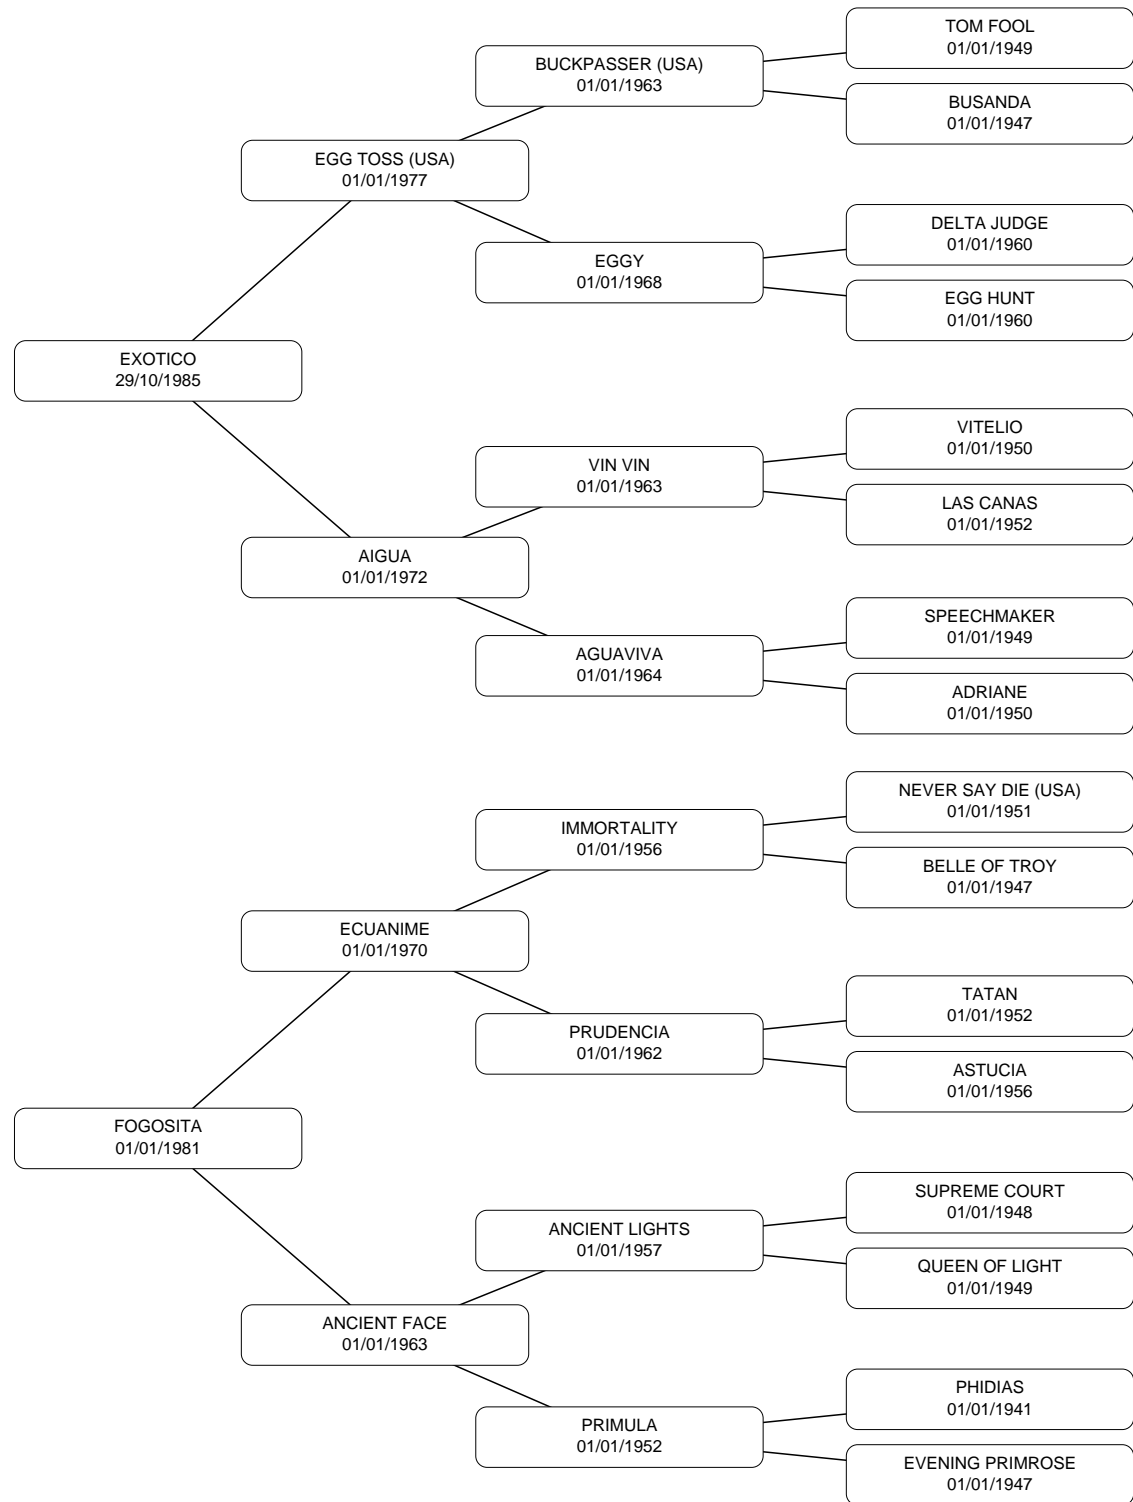 TOM FOOL
01/01/1949
BUCKPASSER (USA)
01/01/1963
BUSANDA
01/01/1947
EGG TOSS (USA)
01/01/1977
DELTA JUDGE
01/01/1960
EGGY
01/01/1968
EGG HUNT
01/01/1960
EXOTICO
29/10/1985
VITELIO
01/01/1950
VIN VIN
01/01/1963
LAS CANAS
01/01/1952
AIGUA
01/01/1972
SPEECHMAKER
01/01/1949
AGUAVIVA
01/01/1964
ADRIANE
01/01/1950
NEVER SAY DIE (USA)
01/01/1951
IMMORTALITY
01/01/1956
BELLE OF TROY
01/01/1947
ECUANIME
01/01/1970
TATAN
01/01/1952
PRUDENCIA
01/01/1962
ASTUCIA
01/01/1956
FOGOSITA
01/01/1981
SUPREME COURT
01/01/1948
ANCIENT LIGHTS
01/01/1957
QUEEN OF LIGHT
01/01/1949
ANCIENT FACE
01/01/1963
PHIDIAS
01/01/1941
PRIMULA
01/01/1952
EVENING PRIMROSE
01/01/1947